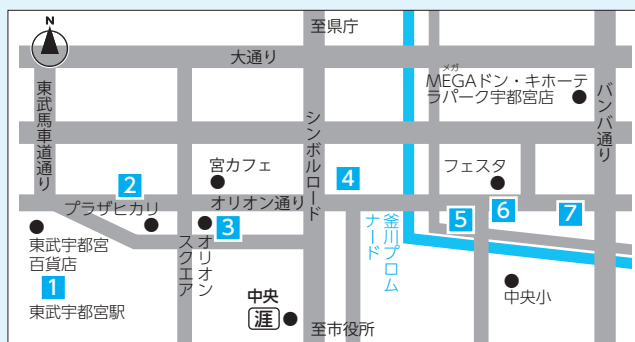 N
至県庁
大通り
メガ
MEGAドン・キホーテ
ラパーク宇都宮店
東武馬車道通り
シンボルロード
バンバ通り
宮カフェ
フェスタ
2
4
プラザヒカリ
オリオン通り
3
5
6
7
東武宇都宮
百貨店
オリオン
スクエア
釜川プロム
ナード
1
東武宇都宮駅
中央
涯
中央小
至市役所